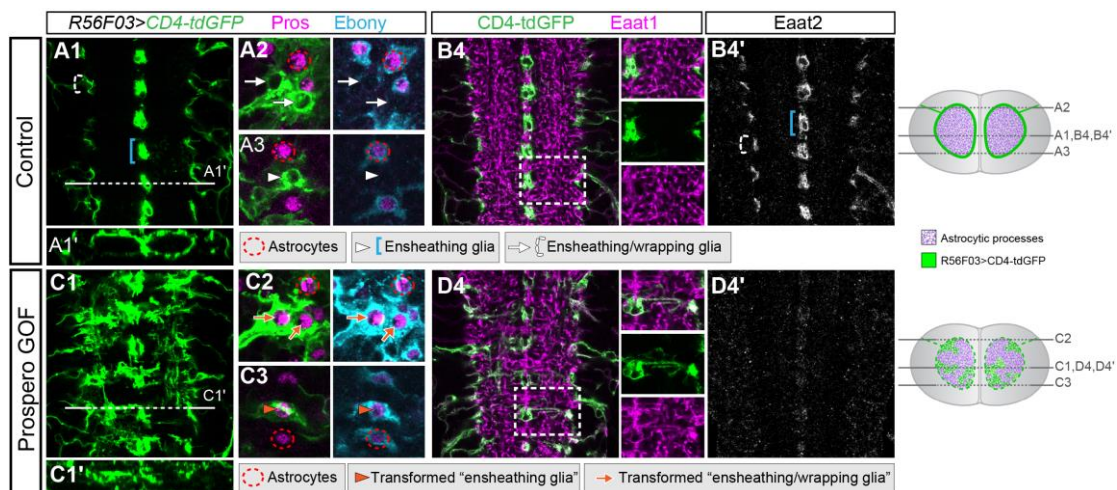 R56F03>CD4-tdGFP Pros Ebony
CD4-tdGFP Eaat1
Eaat2
Control
A1
A1'
A2
A3
B4
B4'
A1'
Astrocytes
Ensheathing glia
Ensheathing/wrapping glia
A2
A1,B4,B4'
A3
Astrocytic processes
R56F03>CD4-tdGFP
Prospero GOF
C1
C1'
C2
C3
D4
D4'
C1'
Astrocytes
Transformed “ensheathing glia”
Transformed “ensheathing/wrapping glia”
C2
C1,D4,D4'
C3